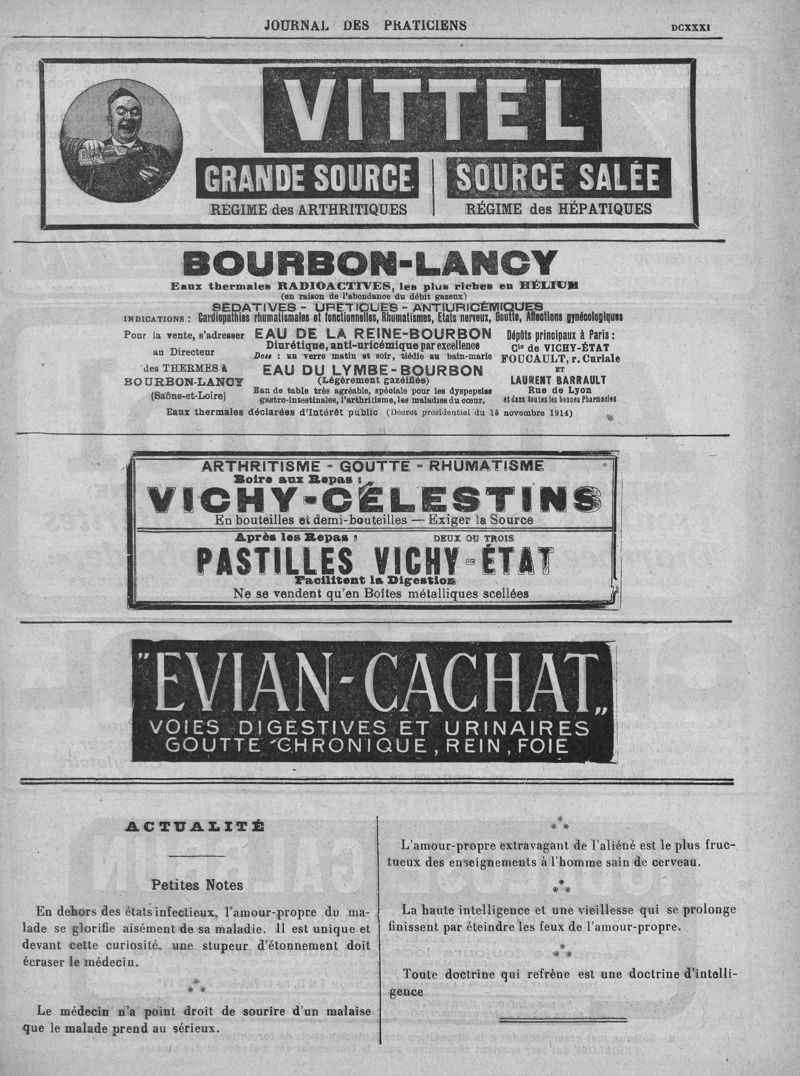 JOURNAL DES PRATICIENS
DCXXXI
VITTEL
GRANDE SOURCE
RÉGIME des ARTHRITIQUES
SOURCE SALÉE
RÉGIME des HÉPATIQUES
BOURBON-LANCY
Eaux thermales RADIOACTIVES, les plus riches en HÉLIUM
(en raison de l'abondance du débit gazeux)
SÉDATIVES - URÉTIQUES - ANTIURICÉMIQUES
INDICATIONS : Cardiopathies rhumatismales et fonctionnelles, Rhumatismes, États nerveux, Goutte, Affections gynécologiques
Pour la vente, s'adresser
au Directeur
des THERMES à
BOURBON-LANCY
(Saône-et-Loire)
EAU DE LA REINE-BOURBON
Diurétique, anti-uricémique par excellence
Dose : un verre matin et soir, tiédie au bain-marie
EAU DU LYMBE-BOURBON
(Légèrement gazéifiée)
Eau de table très agréable, spéciale pour les dyspepsies
gastro-intestinales, l'arthritisme, les maladies du cœur.
Dépôts principaux à Paris :
Cie de VICHY-ÉTAT
FOUCAULT, r. Curiale
ET
LAURENT BARRAULT
Rue de Lyon
et dans toutes les bonnes Pharmacies
Eaux thermales déclarées d'Intérêt public (Décret présidentiel du 15 novembre 1914)
ARTHRITISME - GOUTTE - RHUMATISME
Boire aux Repas :
VICHY-CÉLESTINS
En bouteilles et demi-bouteilles — Exiger la Source
Après les Repas : DEUX OU TROIS
PASTILLES VICHY-ÉTAT
Facilitent la Digestion
Ne se vendent qu'en Boîtes métalliques scellées
"EVIAN-CACHAT"
VOIES DIGESTIVES ET URINAIRES
GOUTTE CHRONIQUE, REIN, FOIE
ACTUALITÉ
Petites Notes
En dehors des états infectieux, l'amour-propre du ma-
lade se glorifie aisément de sa maladie. Il est unique et
devant cette curiosité, une stupeur d'étonnement doit
écraser le médecin.
*
* *
Le médecin n'a point droit de sourire d'un malaise
que le malade prend au sérieux.
*
* *
L'amour-propre extravagant de l'aliéné est le plus fruc-
tueux des enseignements à l'homme sain de cerveau.
*
* *
La haute intelligence et une vieillesse qui se prolonge
finissent par éteindre les feux de l'amour-propre.
*
* *
Toute doctrine qui refrène est une doctrine d'intelli-
gence